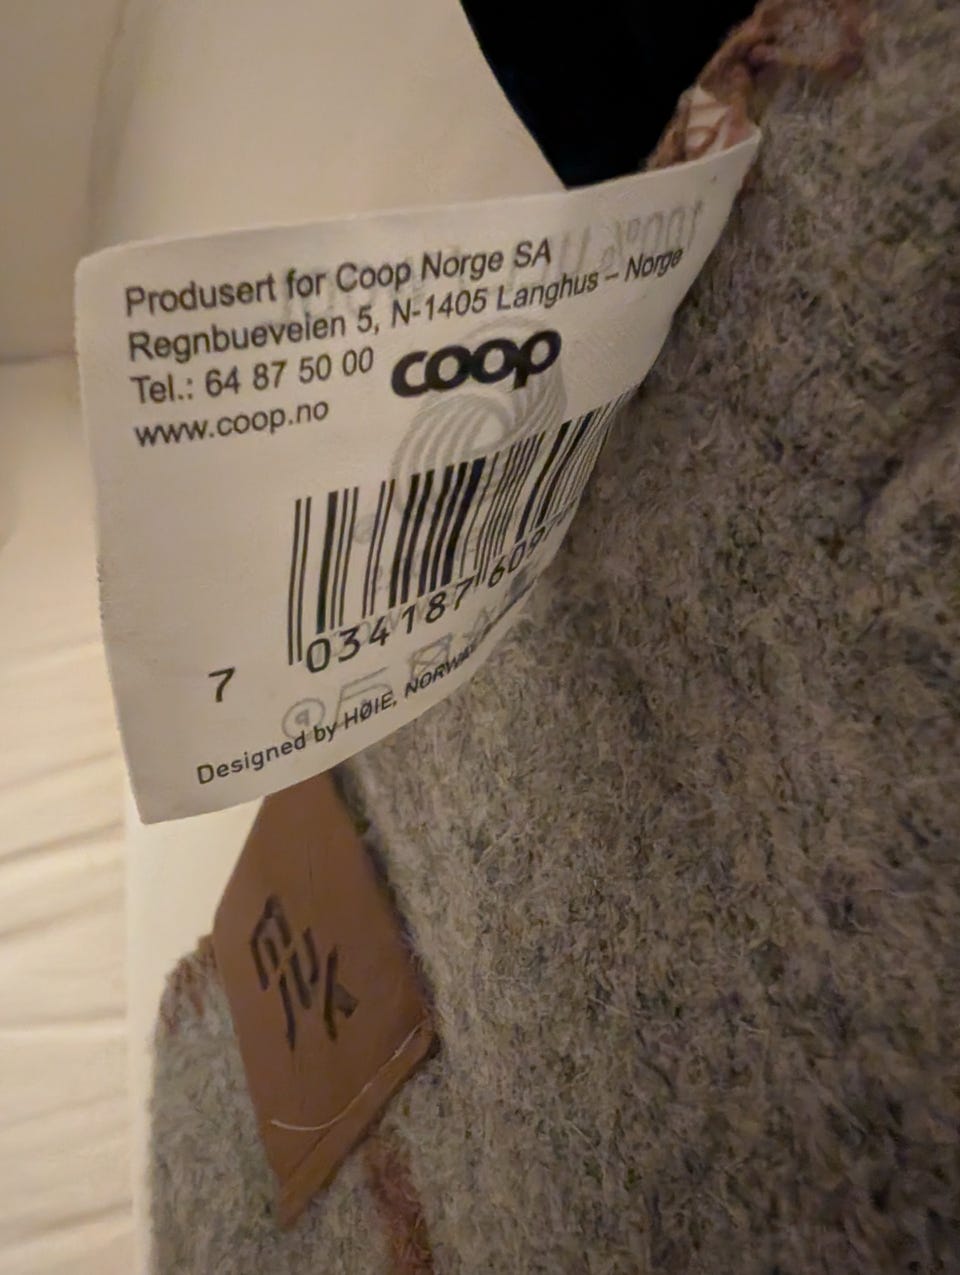 Produsert for Coop Norge SA
Regnbueveien 5, N-1405 Langhus – Norge
Tel.: 64 87 50 00
coop
www.coop.no
7 034187 609
Designed by HØIE, NORWAY